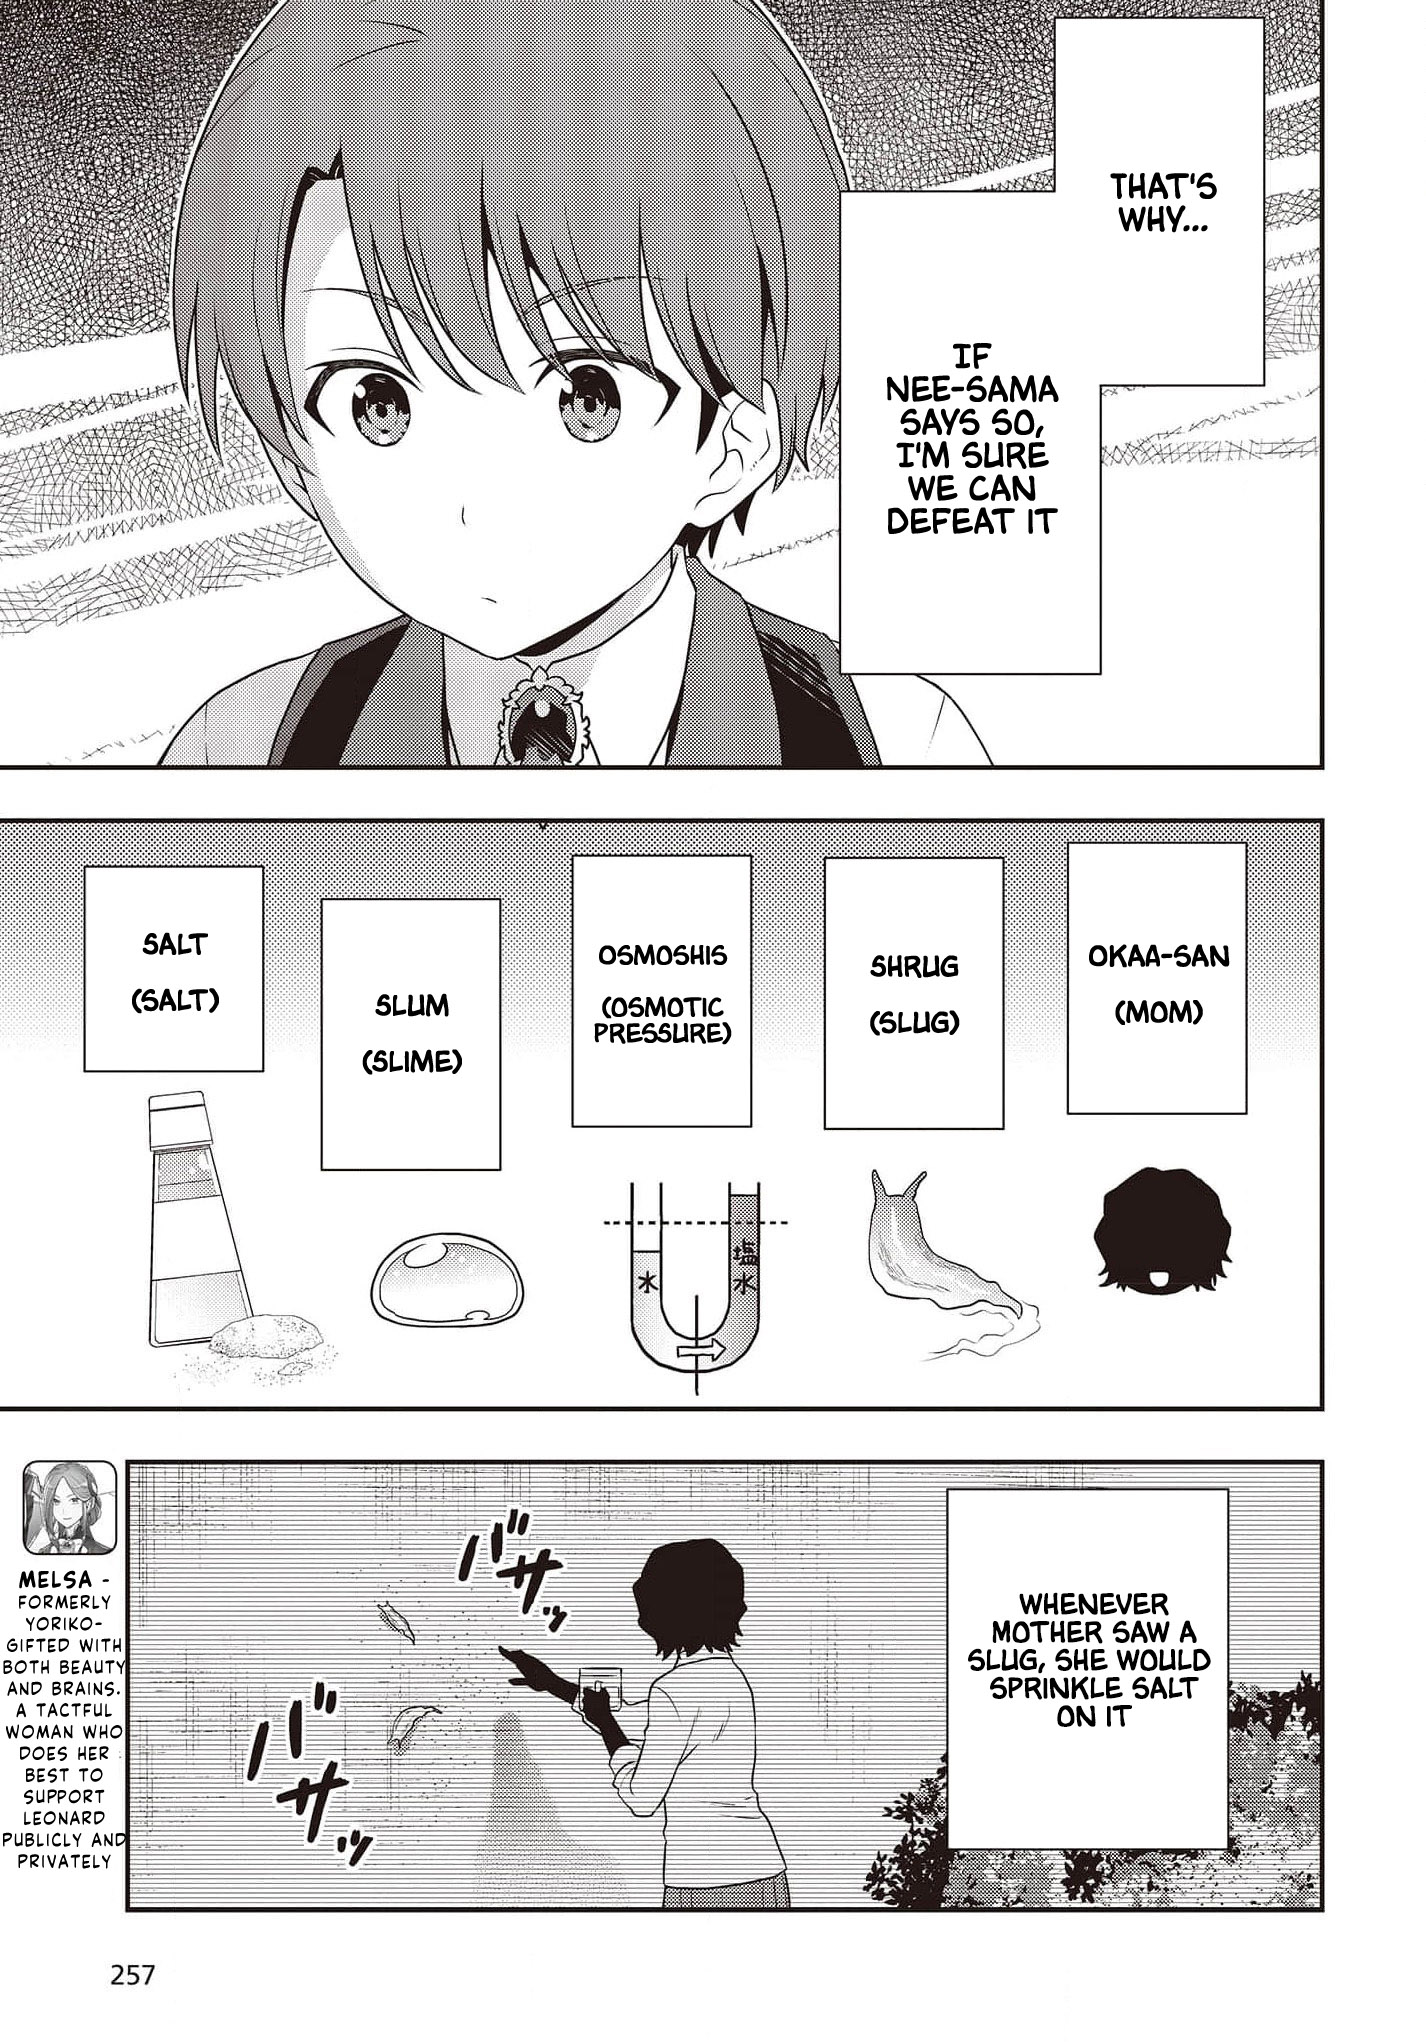 THAT'S
WHY...
IF
NEE-SAMA
SAYS SO,
I'M SURE
WE CAN
DEFEAT IT
OKAA-SAN
(MOM)
SHRUG
(SLUG)
OSMOSHIS
(OSMOTIC
PRESSURE)
SLUM
(SLIME)
SALT
(SALT)
塩
水
水
WHENEVER
MOTHER SAW A
SLUG, SHE WOULD
SPRINKLE SALT
ON IT
バサッ
バサッ
MELSA -
FORMERLY
YORIKO-
GIFTED WITH
BOTH BEAUTY
AND BRAINS.
A TACTFUL
WOMAN WHO
DOES HER
BEST TO
SUPPORT
LEONARD
PUBLICLY AND
PRIVATELY
257